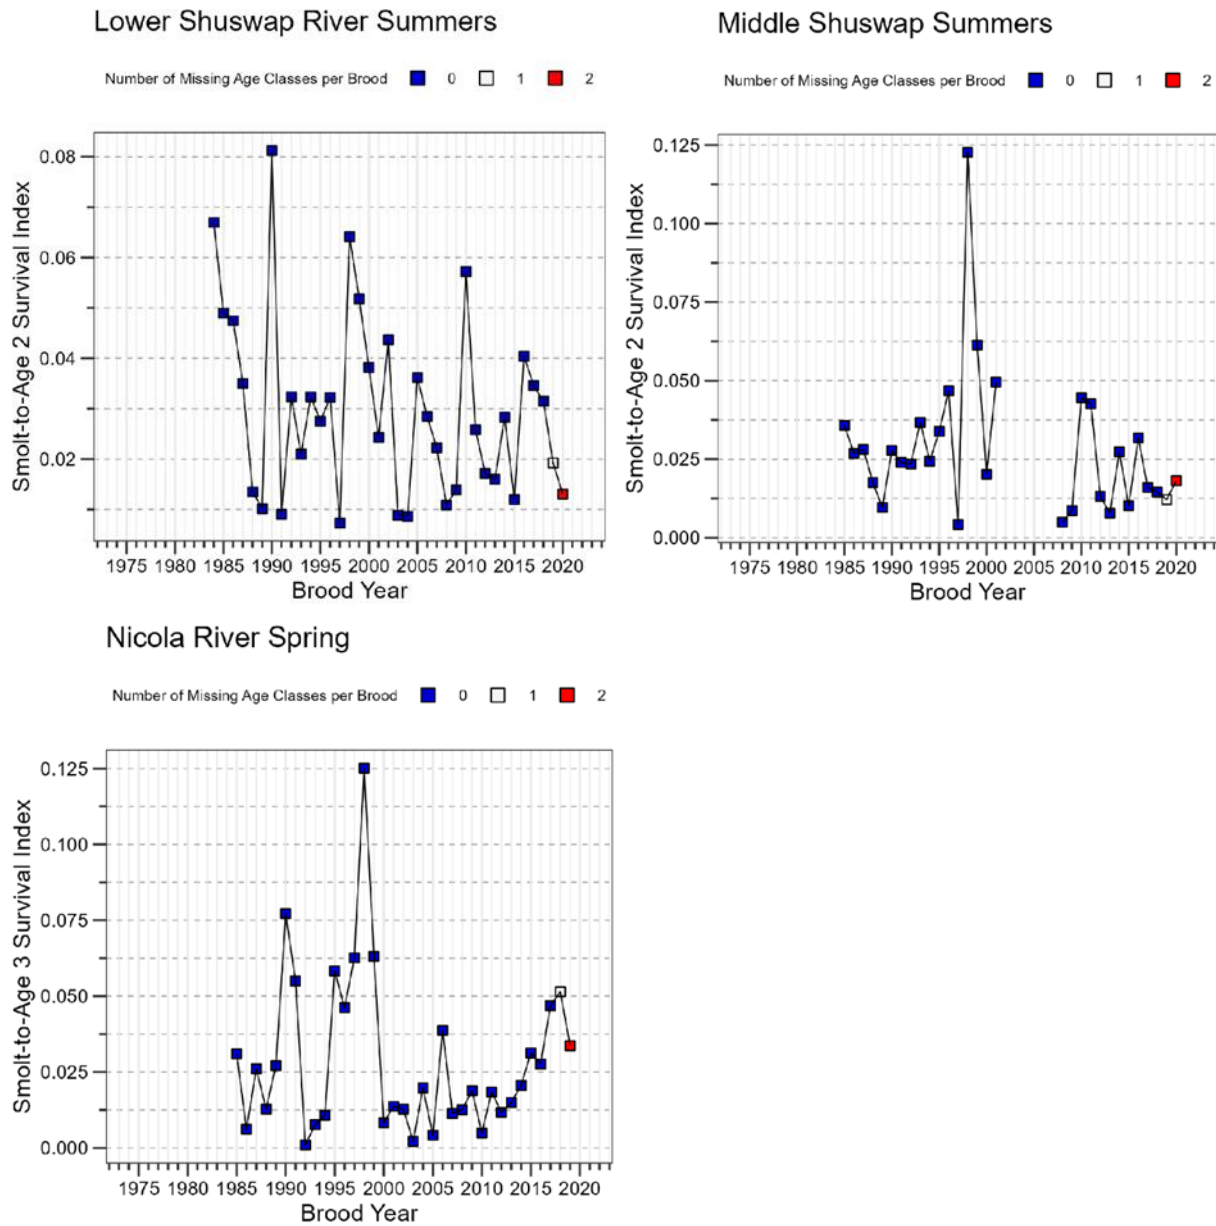 Lower Shuswap River Summers
Number of Missing Age Classes per Brood 0 1 2
Smolt-to-Age 2 Survival Index
0.08
0.06
0.04
0.02
1975 1980 1985 1990 1995 2000 2005 2010 2015 2020
Brood Year
Middle Shuswap Summers
Number of Missing Age Classes per Brood 0 1 2
Smolt-to-Age 2 Survival Index
0.125
0.100
0.075
0.050
0.025
0.000
1975 1980 1985 1990 1995 2000 2005 2010 2015 2020
Brood Year
Nicola River Spring
Number of Missing Age Classes per Brood 0 1 2
Smolt-to-Age 3 Survival Index
0.125
0.100
0.075
0.050
0.025
0.000
1975 1980 1985 1990 1995 2000 2005 2010 2015 2020
Brood Year